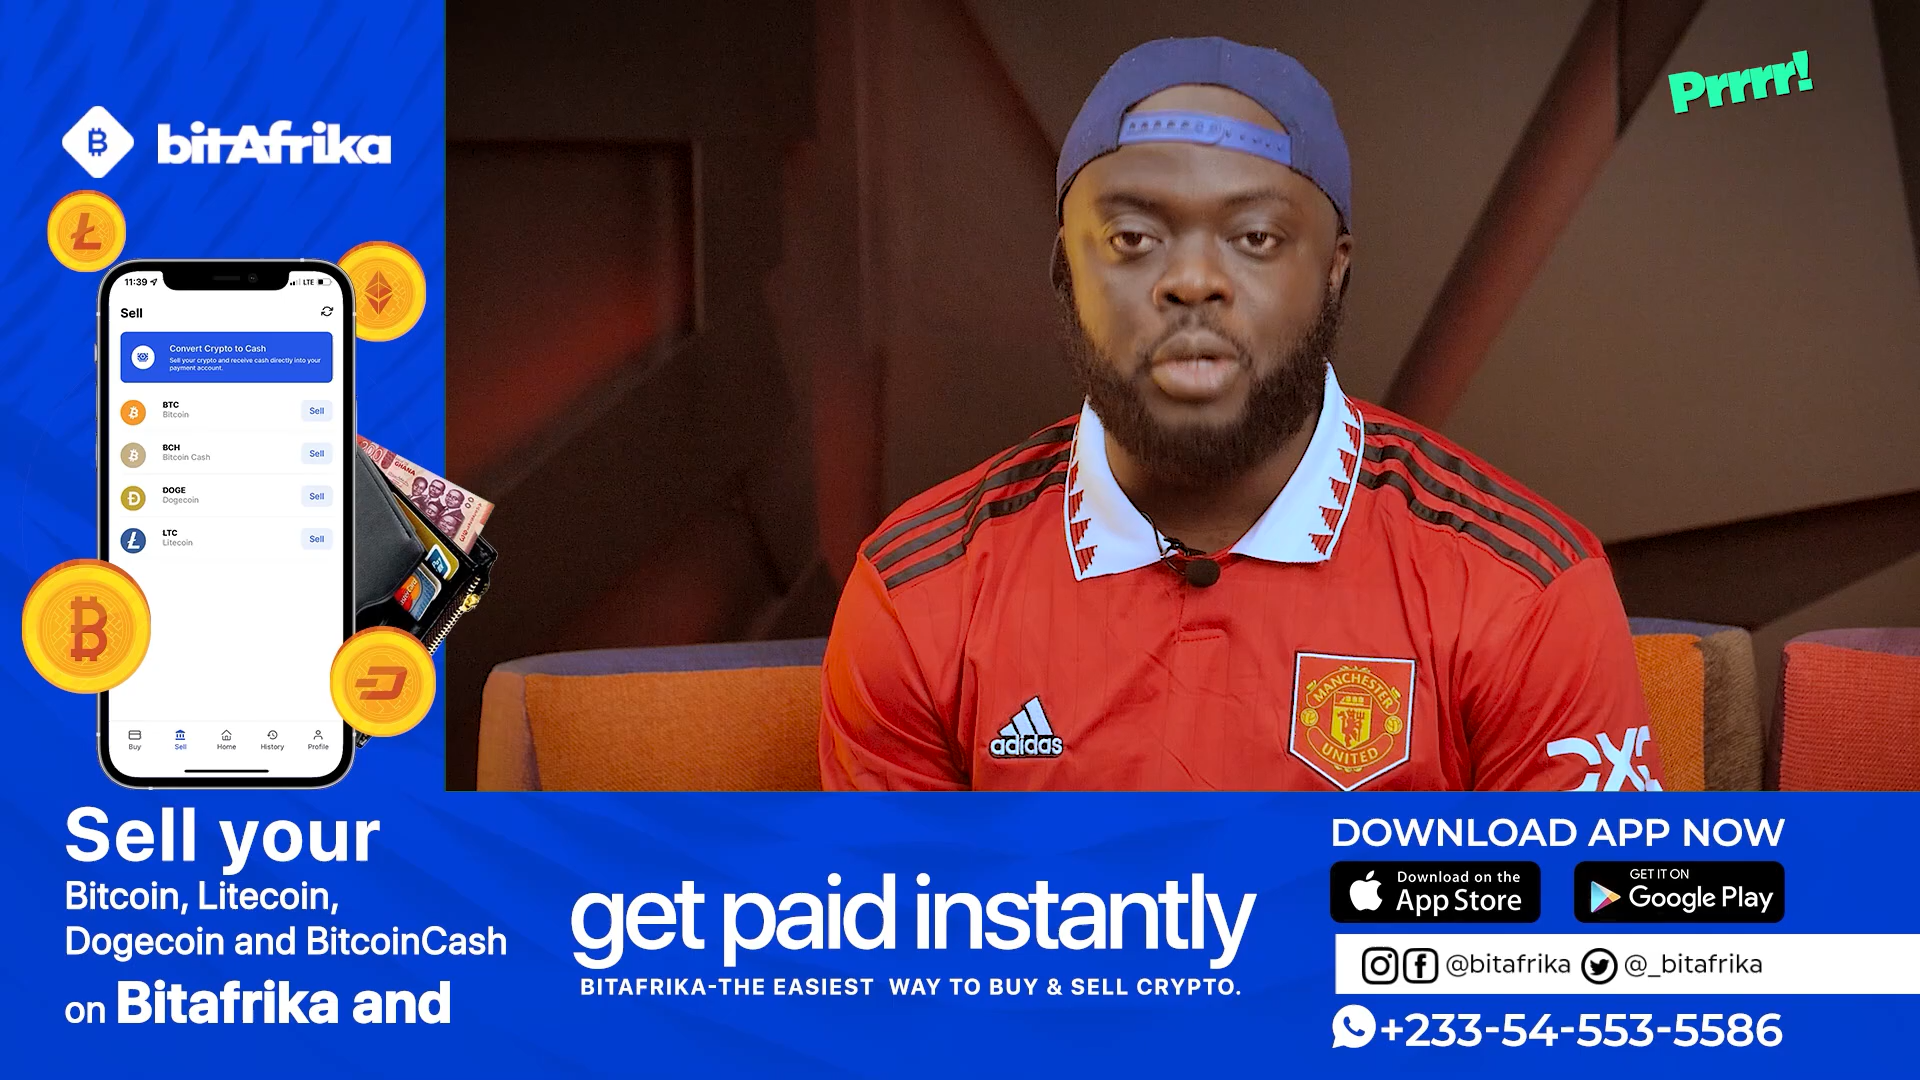 bitAfrika
Prrrr!
11:39
LTE
Sell
Convert Crypto to Cash
Sell your crypto and receive cash directly into your
payment account.
BTC
Bitcoin
Sell
BCH
Bitcoin Cash
Sell
DOGE
Dogecoin
Sell
LTC
Litecoin
Sell
Buy
Sell
Home
History
Profile
GHANA
adidas
MANCHESTER
UNITED
Sell your
Bitcoin, Litecoin,
Dogecoin and BitcoinCash
on Bitafrika and
get paid instantly
BITAFRIKA-THE EASIEST WAY TO BUY & SELL CRYPTO.
DOWNLOAD APP NOW
Download on the
App Store
GET IT ON
Google Play
@bitafrika
@_bitafrika
+233-54-553-5586